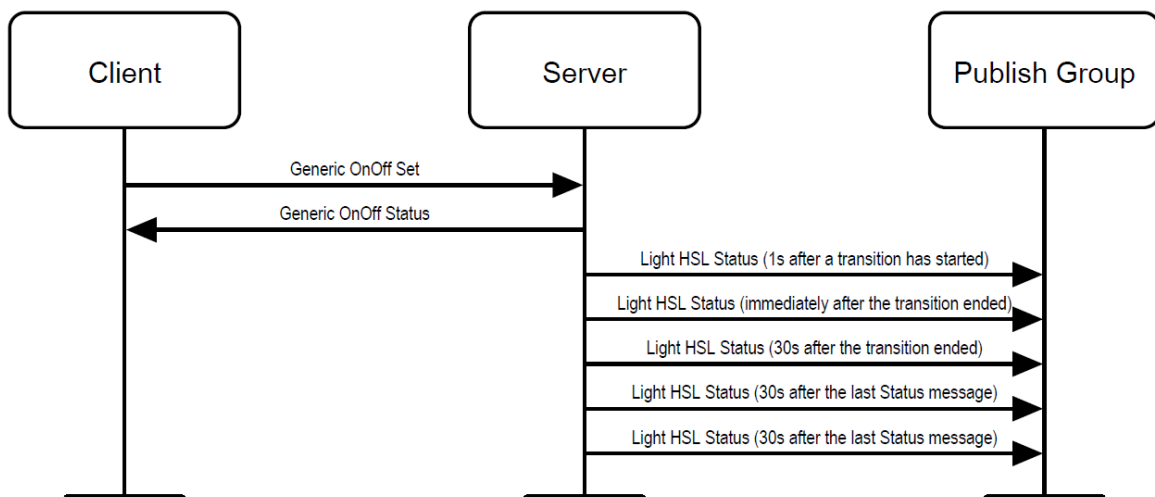 Client
Server
Publish Group
Generic OnOff Set
Generic OnOff Status
Light HSL Status (1s after a transition has started)
Light HSL Status (immediately after the transition ended)
Light HSL Status (30s after the transition ended)
Light HSL Status (30s after the last Status message)
Light HSL Status (30s after the last Status message)